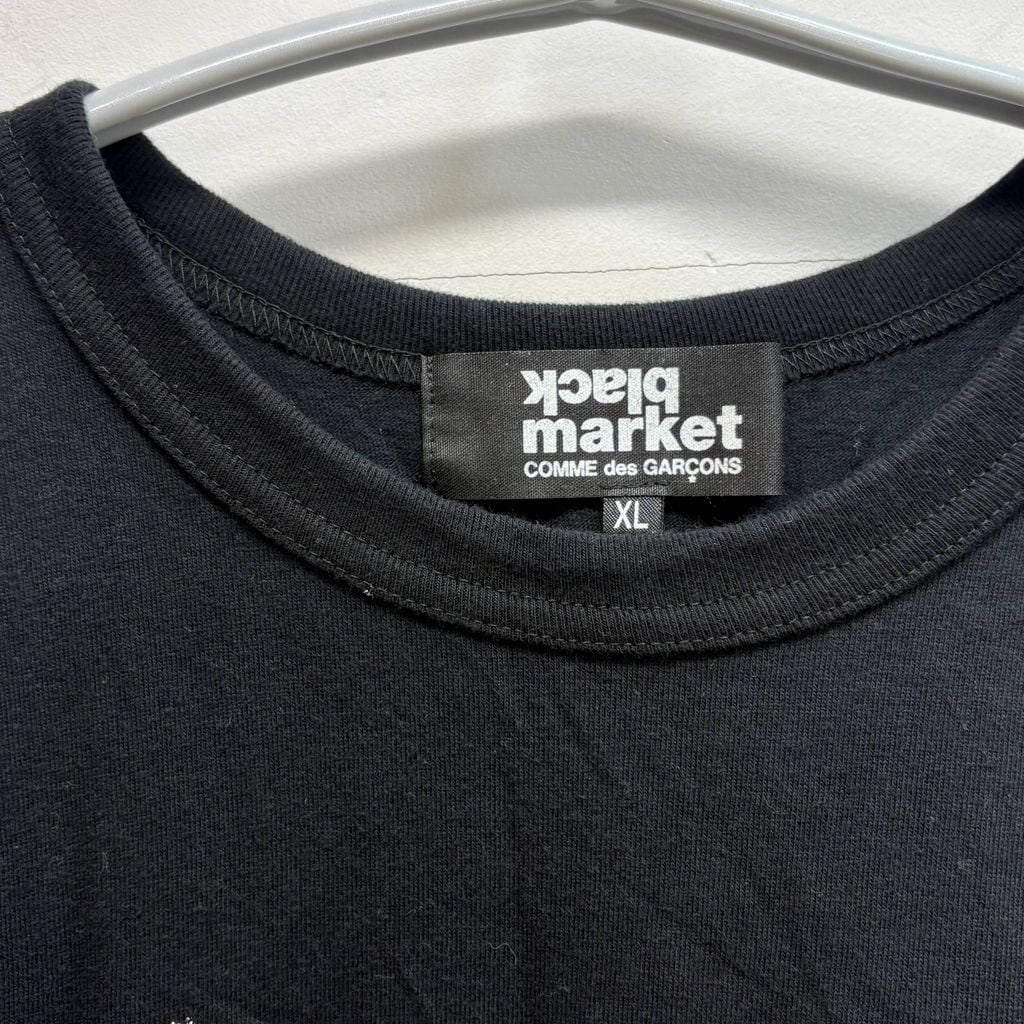 black
market
COMME des GARÇONS
XL